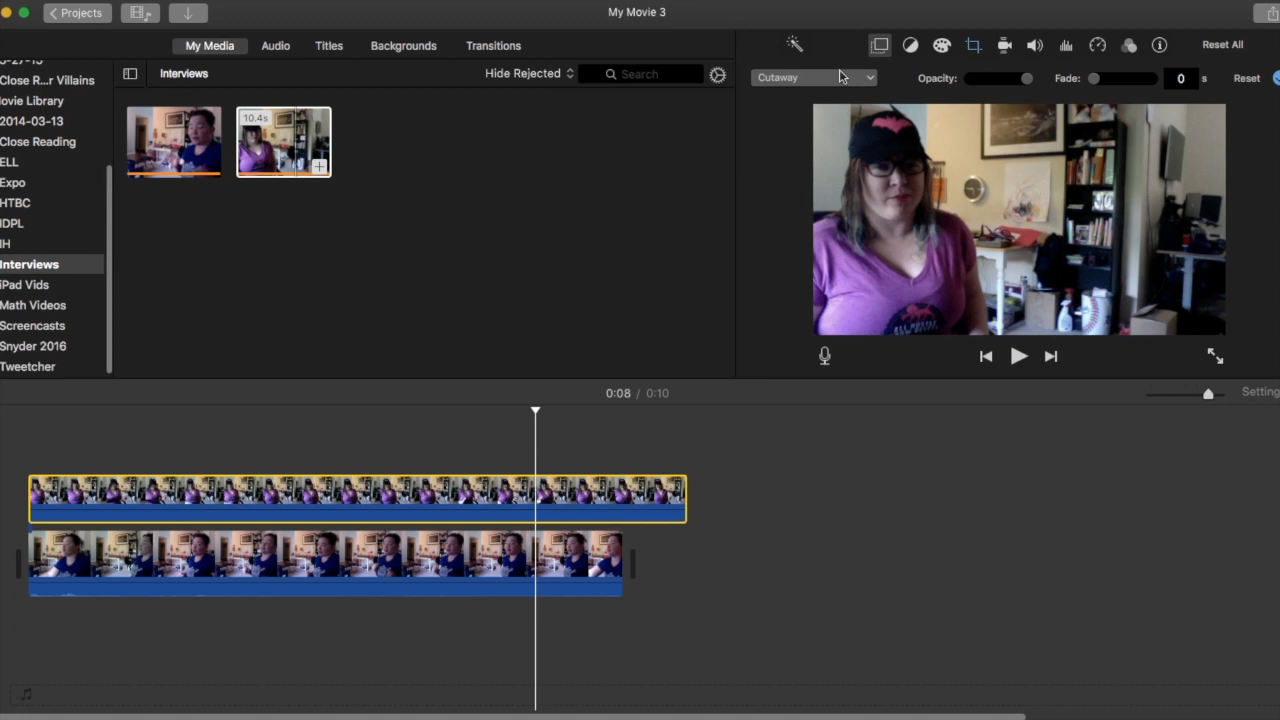 Projects
My Movie 3
My Media Audio Titles Backgrounds Transitions
Reset All
Close R...r Villains
ovie Library
2014-03-13
Close Reading
ELL
Expo
HTBC
IDPL
IH
Interviews
iPad Vids
Math Videos
Screencasts
Snyder 2016
Tweetcher
Interviews
Hide Rejected
Search
10.4s
Cutaway
Opacity:
Fade:
0 s
Reset
0:08 / 0:10
Setting